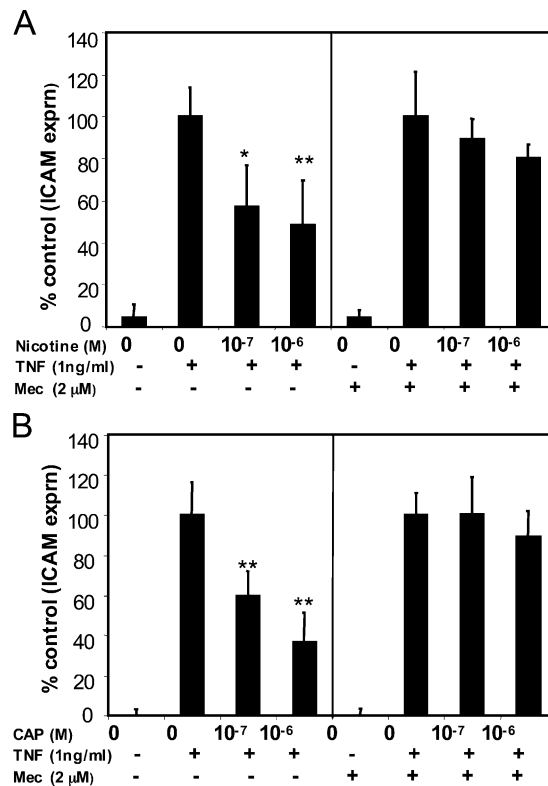 A
% control (ICAM exprn)
140
120
100
80
60
40
20
0
*
**
Nicotine (M) 0 0 10-7 10-6 0 0 10-7 10-6
TNF (1ng/ml) - + + + - + + +
Mec (2 µM) - - - - + + + +
B
% control (ICAM exprn)
140
120
100
80
60
40
20
0
**
**
CAP (M) 0 0 10-7 10-6 0 0 10-7 10-6
TNF (1ng/ml) - + + + - + + +
Mec (2 µM) - - - - + + + +